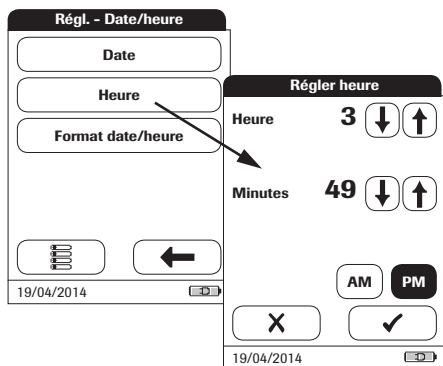 Régl. - Date/heure
Date
Heure
Format date/heure
19/04/2014
Régler heure
Heure 3
Minutes 49
AM PM
19/04/2014